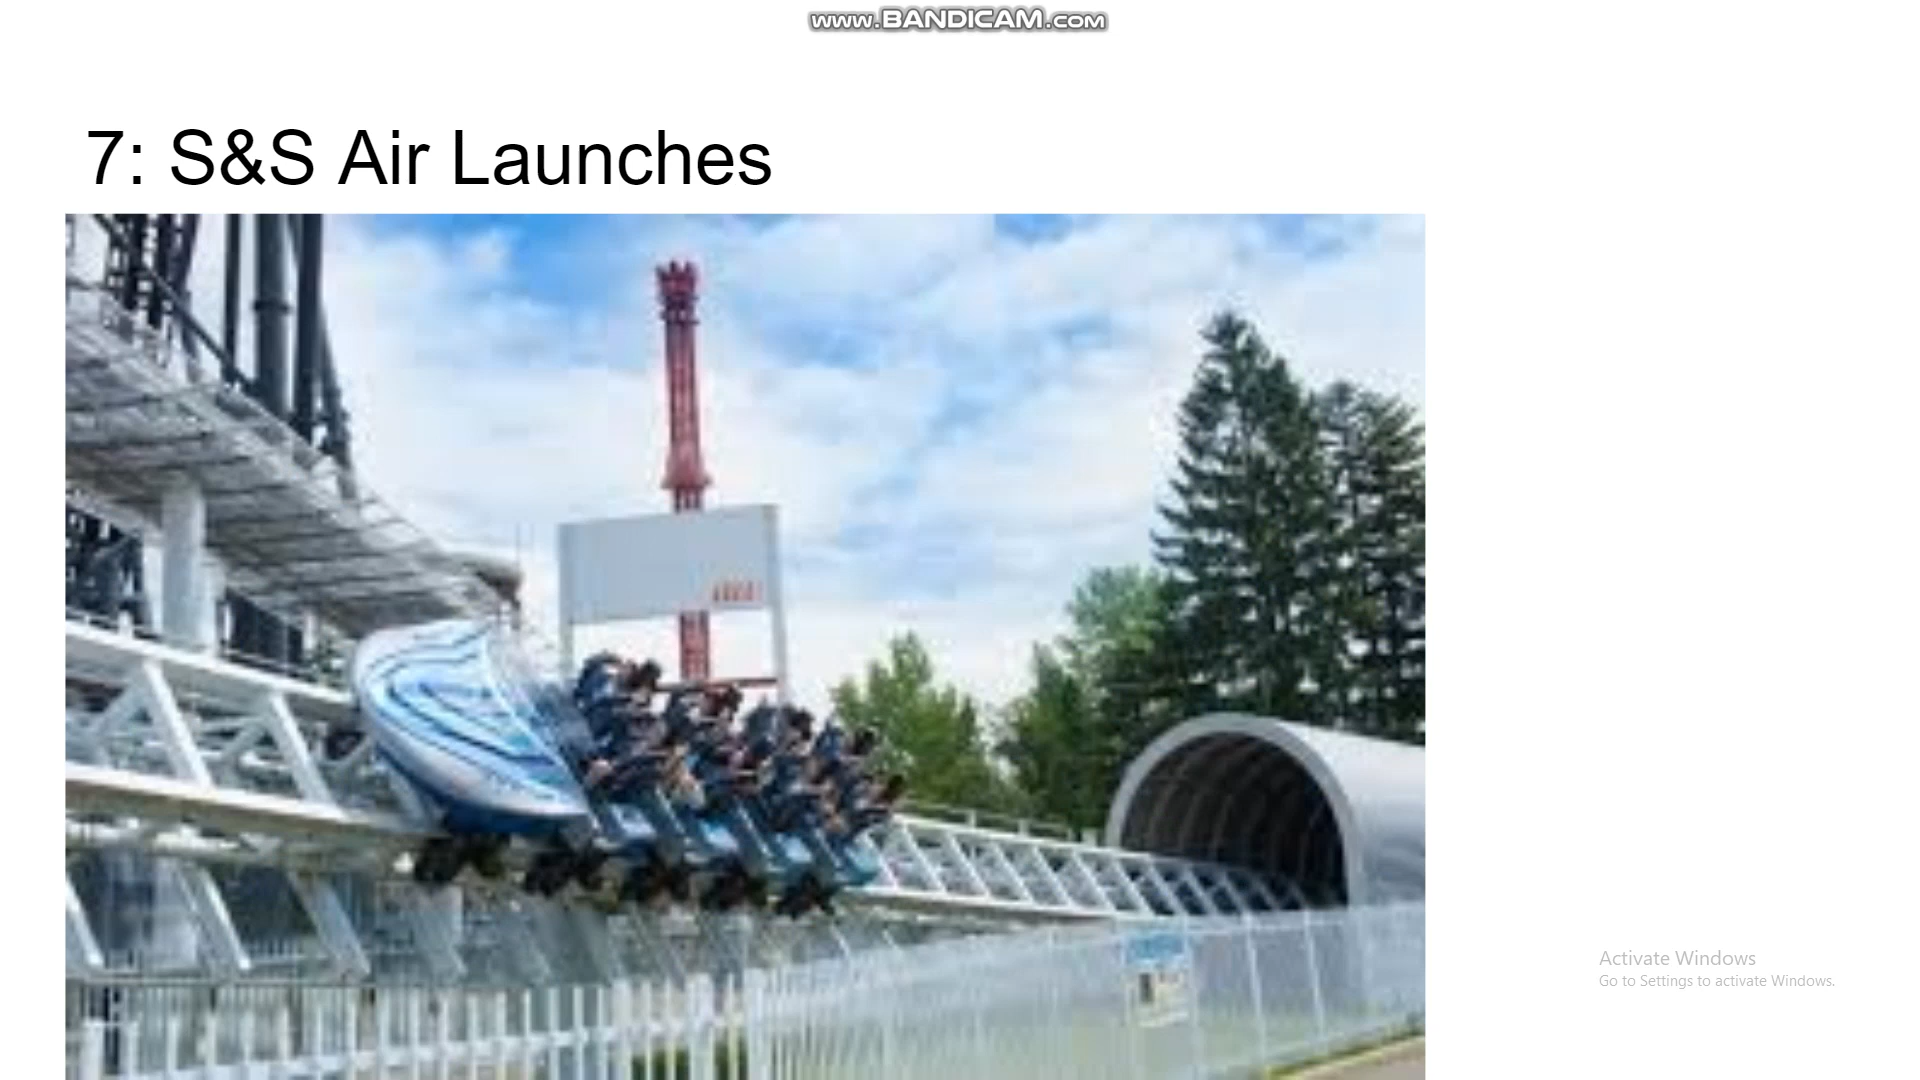 www.BANDICAM.com
7: S&S Air Launches
Activate Windows
Go to Settings to activate Windows.